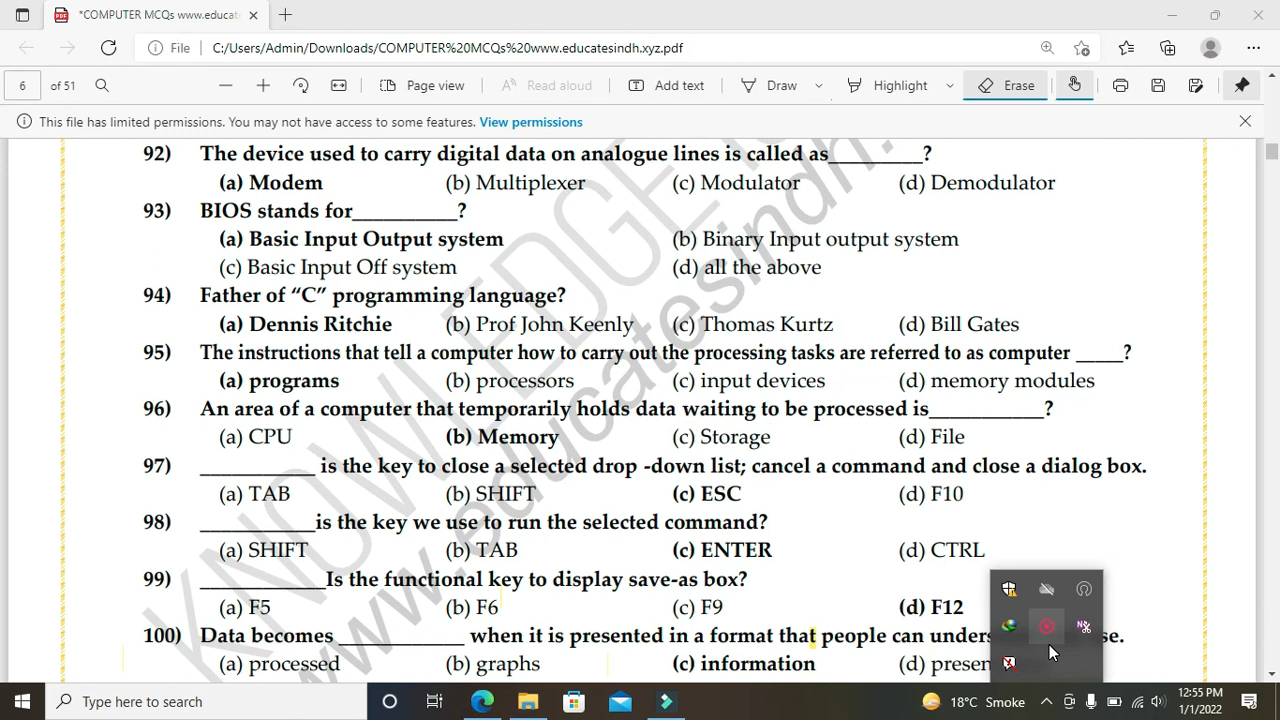 *COMPUTER MCQs www.educate
File C:/Users/Admin/Downloads/COMPUTER%20MCQs%20www.educatesindh.xyz.pdf
6 of 51 Page view Read aloud Add text Draw Highlight Erase
This file has limited permissions. You may not have access to some features. View permissions
92) The device used to carry digital data on analogue lines is called as_________?
(a) Modem (b) Multiplexer (c) Modulator (d) Demodulator
93) BIOS stands for__________?
(a) Basic Input Output system (b) Binary Input output system
(c) Basic Input Off system (d) all the above
94) Father of “C” programming language?
(a) Dennis Ritchie (b) Prof John Keenly (c) Thomas Kurtz (d) Bill Gates
95) The instructions that tell a computer how to carry out the processing tasks are referred to as computer _____?
(a) programs (b) processors (c) input devices (d) memory modules
96) An area of a computer that temporarily holds data waiting to be processed is___________?
(a) CPU (b) Memory (c) Storage (d) File
97) ___________ is the key to close a selected drop -down list; cancel a command and close a dialog box.
(a) TAB (b) SHIFT (c) ESC (d) F10
98) ___________is the key we use to run the selected command?
(a) SHIFT (b) TAB (c) ENTER (d) CTRL
99) ____________Is the functional key to display save-as box?
(a) F5 (b) F6 (c) F9 (d) F12
100) Data becomes ____________ when it is presented in a format that people can
(a) processed (b) graphs (c) information (d)
KNOWLEDGE
www.educatesindh.
Type here to search 18°C Smoke 12:55 PM
1/1/2022